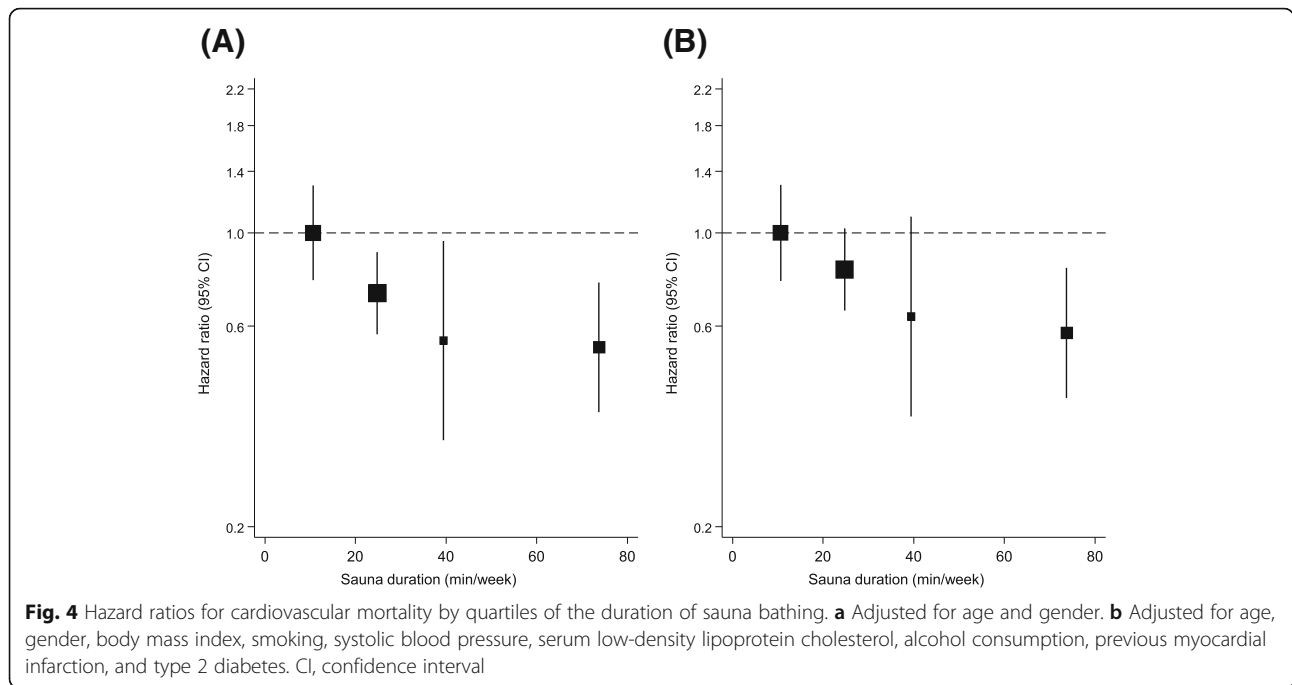 (A)
2.2
1.8
1.4
1.0
0.6
0.2
Hazard ratio (95% CI)
0 20 40 60 80
Sauna duration (min/week)
(B)
2.2
1.8
1.4
1.0
0.6
0.2
Hazard ratio (95% CI)
0 20 40 60 80
Sauna duration (min/week)
Fig. 4 Hazard ratios for cardiovascular mortality by quartiles of the duration of sauna bathing. a Adjusted for age and gender. b Adjusted for age,
gender, body mass index, smoking, systolic blood pressure, serum low-density lipoprotein cholesterol, alcohol consumption, previous myocardial
infarction, and type 2 diabetes. CI, confidence interval